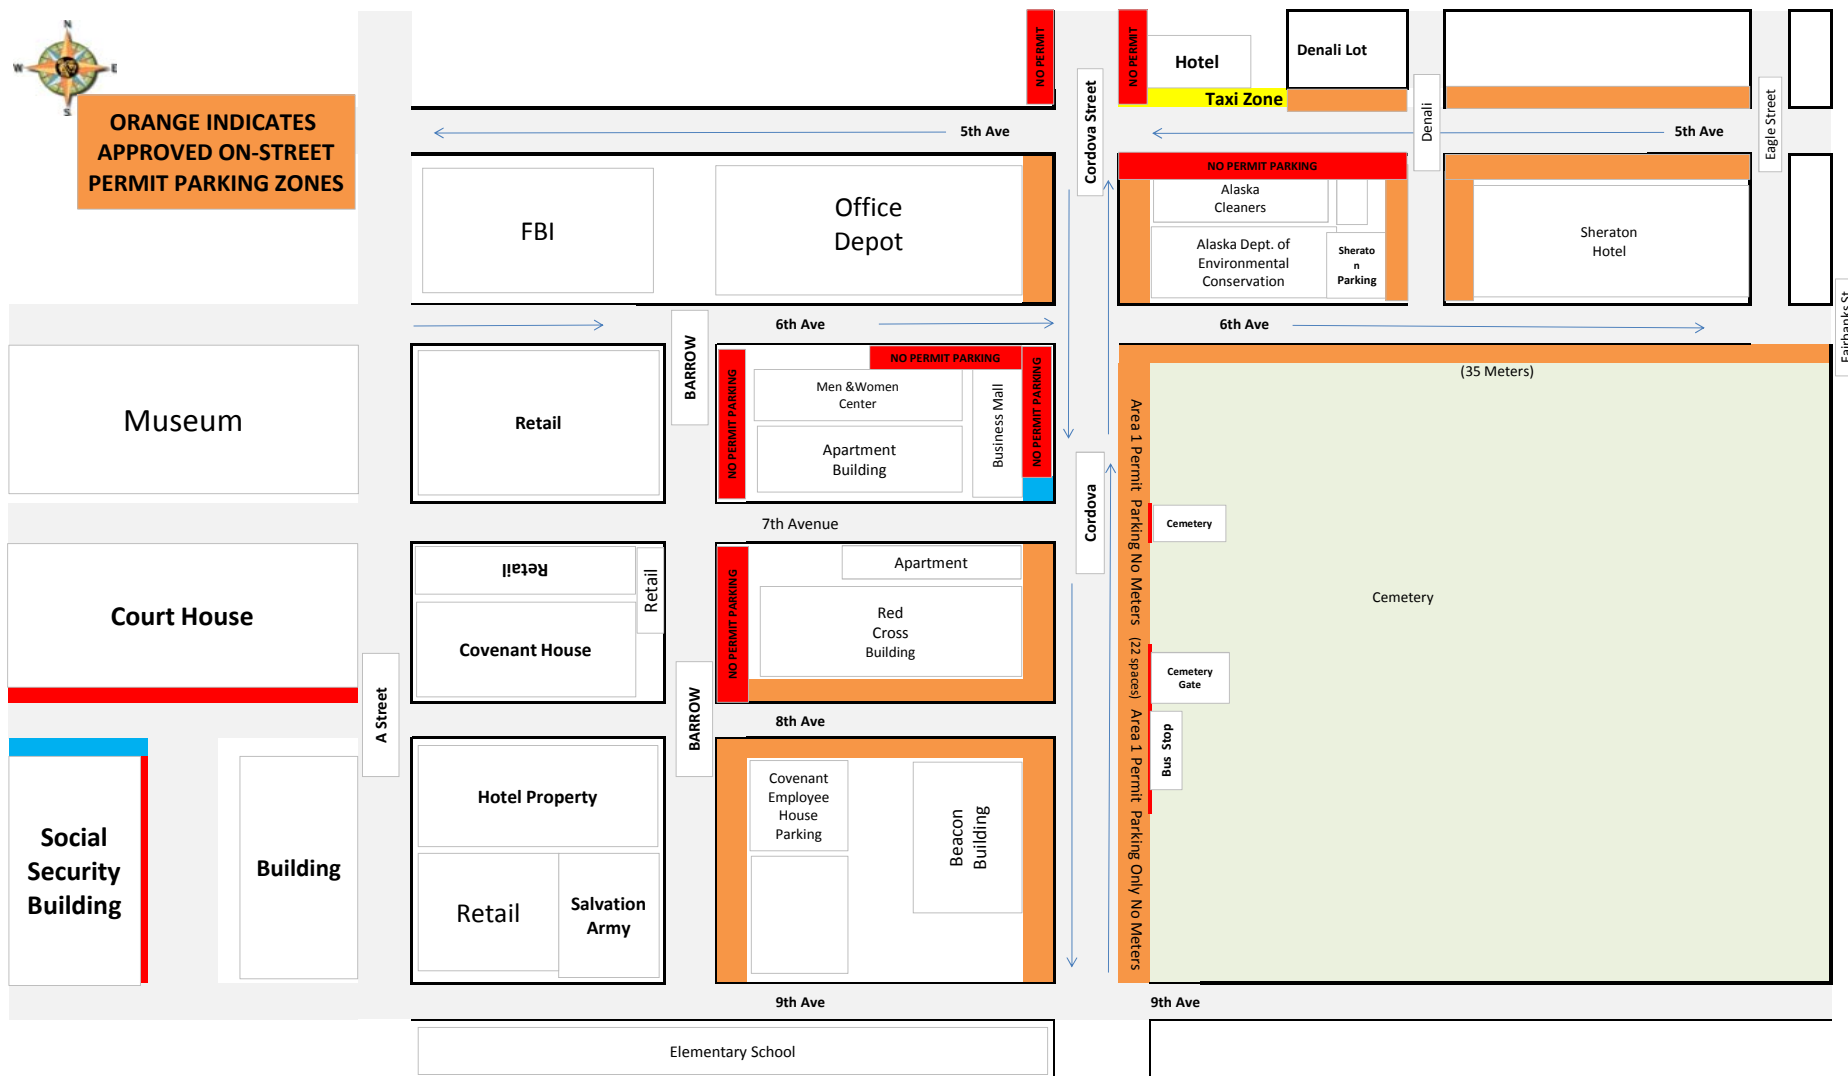 N
W
E
S
ORANGE INDICATES
APPROVED ON-STREET
PERMIT PARKING ZONES
NO PERMIT
NO PERMIT
Hotel
Denali Lot
Taxi Zone
Cordova Street
Denali
Eagle Street
5th Ave
5th Ave
NO PERMIT PARKING
FBI
Office
Depot
Alaska
Cleaners
Alaska Dept. of
Environmental
Conservation
Sherato
n
Parking
Sheraton
Hotel
Fairbanks St
6th Ave
6th Ave
BARROW
Museum
Retail
NO PERMIT PARKING
NO PERMIT PARKING
NO PERMIT PARKING
Men &Women
Center
Apartment
Building
Business Mall
(35 Meters)
Area 1 Permit Parking No Meters (22 spaces) Area 1 Permit Parking Only No Meters
7th Avenue
Cordova
Cemetery
Cemetery
Court House
Retail
Retail
Covenant House
NO PERMIT PARKING
Apartment
Red
Cross
Building
Cemetery
Gate
A Street
BARROW
8th Ave
Bus Stop
Social
Security
Building
Building
Hotel Property
Retail
Salvation
Army
Covenant
Employee
House
Parking
Beacon
Building
9th Ave
9th Ave
Elementary School